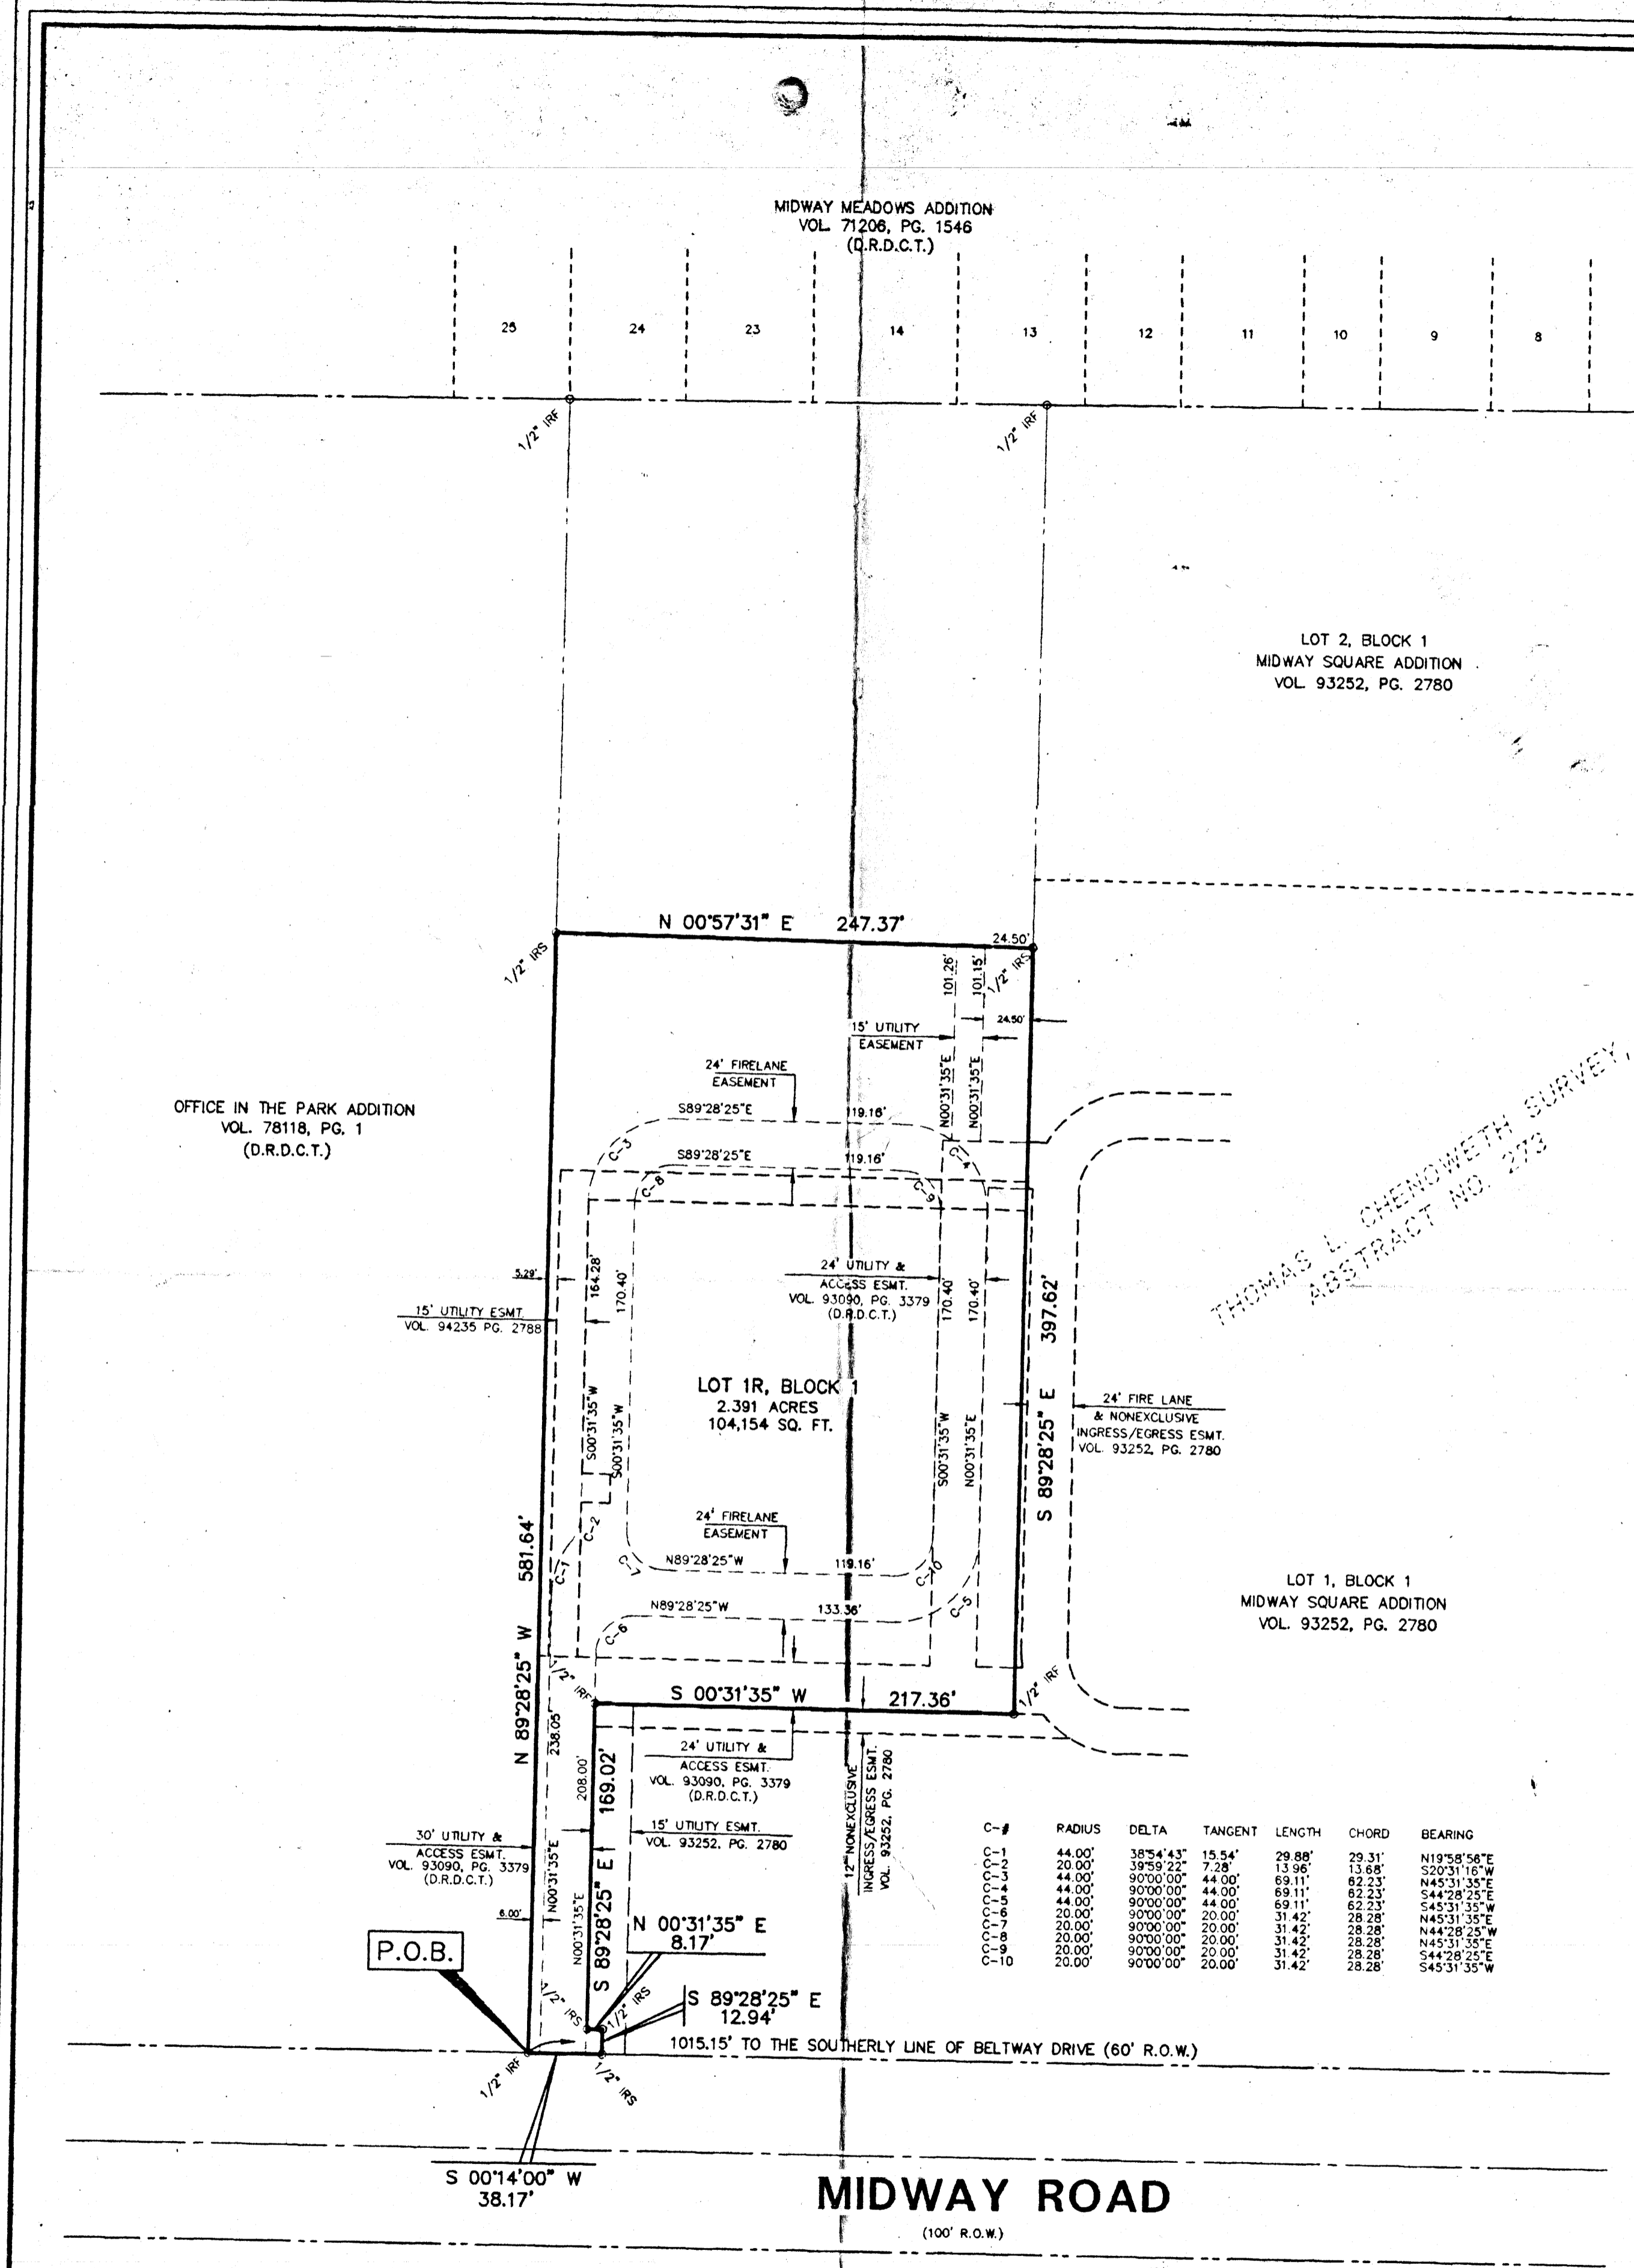 MIDWAY MEADOWS ADDITION
VOL. 71206, PG. 1546
(D.R.D.C.T.)
25
24
23
14
13
12
11
10
9
8
1/2" IRF
1/2" IRF
LOT 2, BLOCK 1
MIDWAY SQUARE ADDITION
VOL. 93252, PG. 2780
N 00°57'31" E 247.37'
24.50'
1/2" IRS
1/2" IRS
101.26'
101.15'
24.50'
15' UTILITY
EASEMENT
N00°31'35"E
N00°31'35"E
24' FIRELANE
EASEMENT
S89°28'25"E 119.16'
C-3
C-4
S89°28'25"E 119.16'
C-8
C-9
OFFICE IN THE PARK ADDITION
VOL. 78118, PG. 1
(D.R.D.C.T.)
THOMAS L. CHENOWETH SURVEY,
ABSTRACT NO. 273
5.29'
164.28'
170.40'
15' UTILITY ESMT.
VOL. 94235 PG. 2788
24' UTILITY &
ACCESS ESMT.
VOL. 93090, PG. 3379
(D.R.D.C.T.)
170.40'
170.40'
S 89°28'25" E 397.62'
LOT 1R, BLOCK 1
2.391 ACRES
104,154 SQ. FT.
S00°31'35"W
S00°31'35"W
S00°31'35"W
N00°31'35"E
24' FIRE LANE
& NONEXCLUSIVE
INGRESS/EGRESS ESMT.
VOL. 93252, PG. 2780
24' FIRELANE
EASEMENT
C-2
C-1
C-7
N89°28'25"W 119.16'
C-10
N89°28'25"W 133.36'
C-5
C-6
LOT 1, BLOCK 1
MIDWAY SQUARE ADDITION
VOL. 93252, PG. 2780
N 89°28'25" W 581.64'
1/2" IRF
1/2" IRF
S 00°31'35" W 217.36'
238.05'
208.00'
S 89°28'25" E 169.02'
24' UTILITY &
ACCESS ESMT.
VOL. 93090, PG. 3379
(D.R.D.C.T.)
15' UTILITY ESMT.
VOL. 93252, PG. 2780
12' NONEXCLUSIVE
INGRESS/EGRESS ESMT.
VOL. 93252, PG. 2780
30' UTILITY &
ACCESS ESMT.
VOL. 93090, PG. 3379
(D.R.D.C.T.)
N00°31'35"E
N00°31'35"E
6.00'
C-# RADIUS DELTA TANGENT LENGTH CHORD BEARING
C-1 44.00' 38°54'43" 15.54' 29.88' 29.31' N19°58'56"E
C-2 20.00' 39°59'22" 7.28' 13.96' 13.68' S20°31'16"W
C-3 44.00' 90°00'00" 44.00' 69.11' 62.23' N45°31'35"E
C-4 44.00' 90°00'00" 44.00' 69.11' 62.23' S44°28'25"E
C-5 44.00' 90°00'00" 44.00' 69.11' 62.23' S45°31'35"W
C-6 20.00' 90°00'00" 20.00' 31.42' 28.28' N45°31'35"E
C-7 20.00' 90°00'00" 20.00' 31.42' 28.28' N44°28'25"W
C-8 20.00' 90°00'00" 20.00' 31.42' 28.28' N45°31'35"E
C-9 20.00' 90°00'00" 20.00' 31.42' 28.28' S44°28'25"E
C-10 20.00' 90°00'00" 20.00' 31.42' 28.28' S45°31'35"W
N 00°31'35" E
8.17'
P.O.B.
1/2" IRS
1/2" IRS
S 89°28'25" E
12.94'
1015.15' TO THE SOUTHERLY LINE OF BELTWAY DRIVE (60' R.O.W.)
1/2" IRF
1/2" IRS
S 00°14'00" W
38.17'
MIDWAY ROAD
(100' R.O.W.)